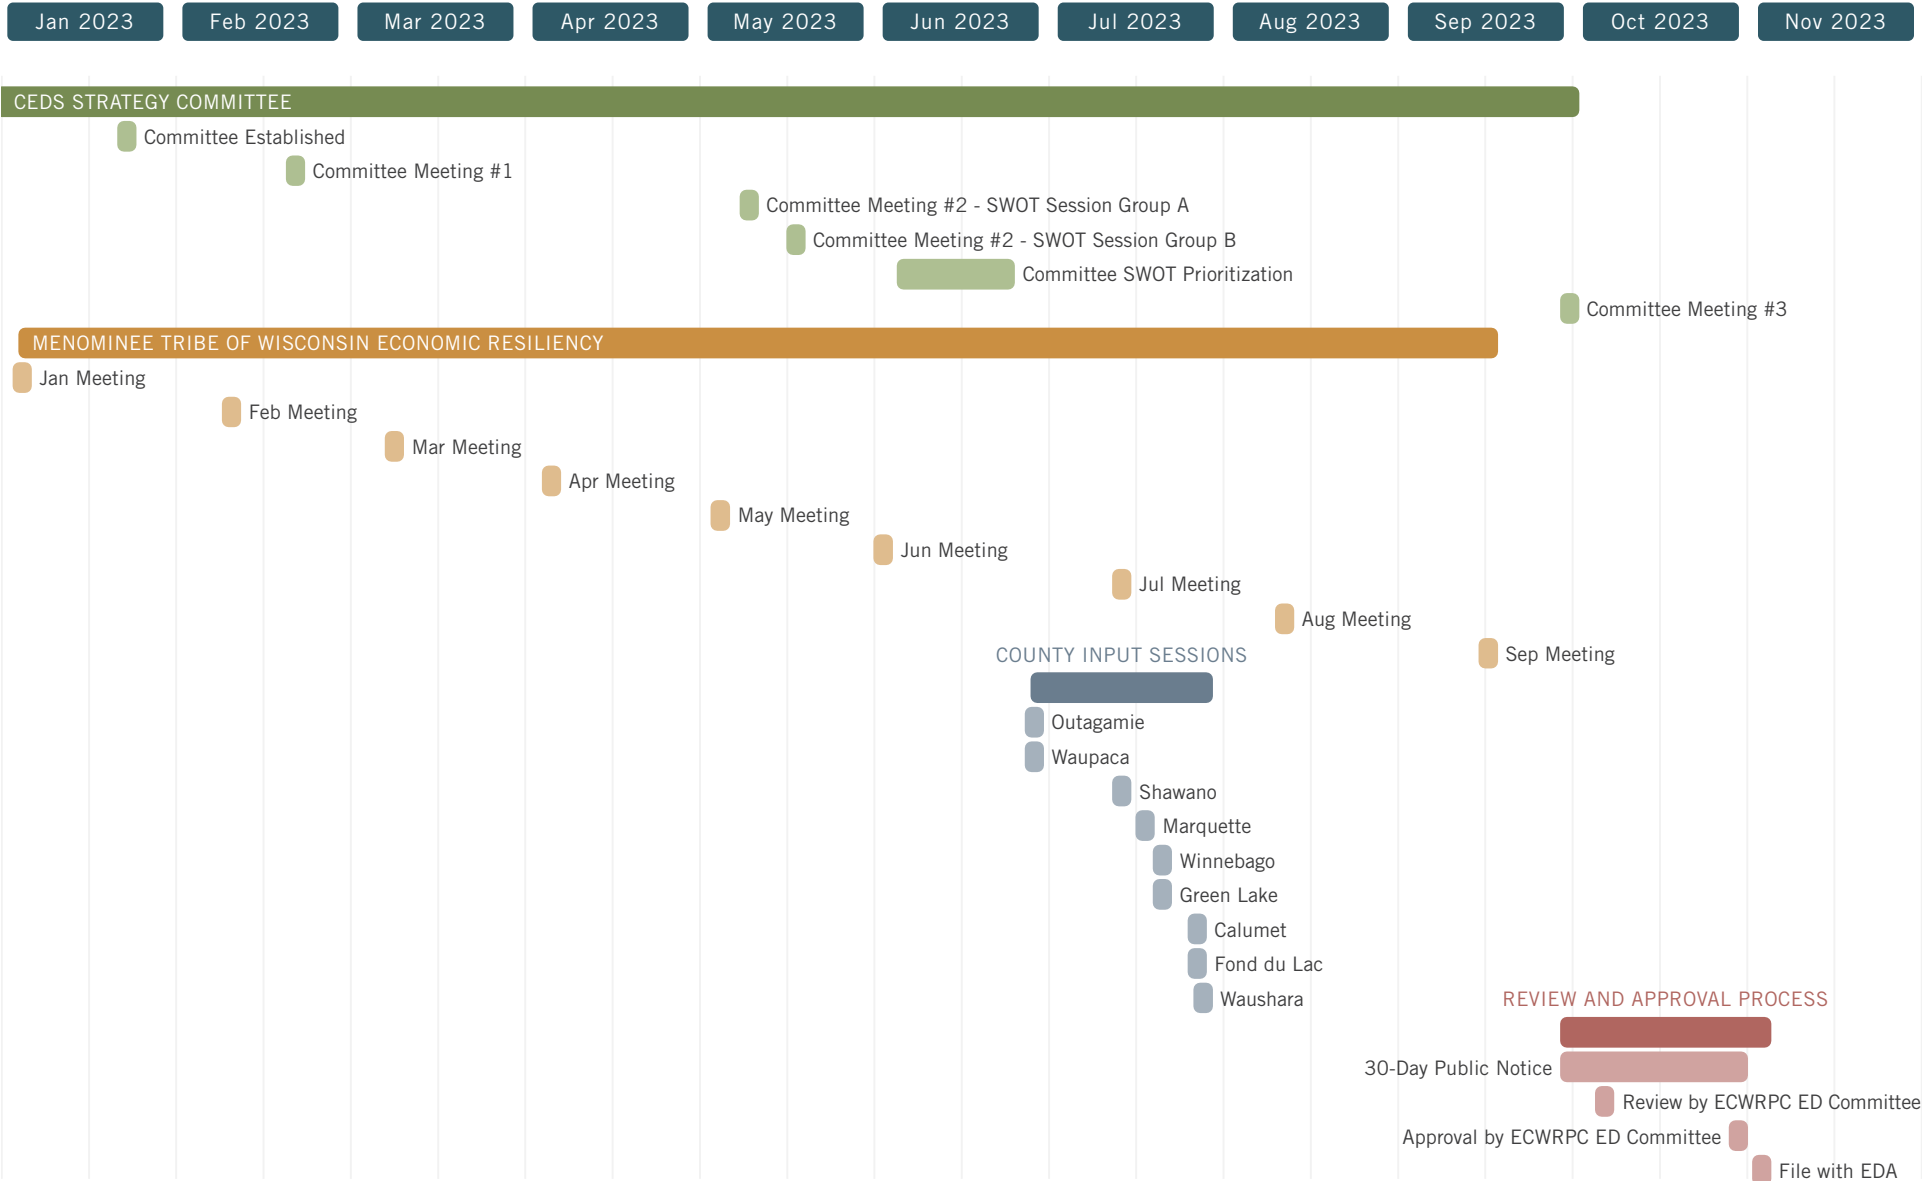 Jan 2023
Feb 2023
Mar 2023
Apr 2023
May 2023
Jun 2023
Jul 2023
Aug 2023
Sep 2023
Oct 2023
Nov 2023
CEDS STRATEGY COMMITTEE
Committee Established
Committee Meeting #1
Committee Meeting #2 - SWOT Session Group A
Committee Meeting #2 - SWOT Session Group B
Committee SWOT Prioritization
Committee Meeting #3
MENOMINEE TRIBE OF WISCONSIN ECONOMIC RESILIENCY
Jan Meeting
Feb Meeting
Mar Meeting
Apr Meeting
May Meeting
Jun Meeting
Jul Meeting
Aug Meeting
Sep Meeting
COUNTY INPUT SESSIONS
Outagamie
Waupaca
Shawano
Marquette
Winnebago
Green Lake
Calumet
Fond du Lac
Waushara
REVIEW AND APPROVAL PROCESS
30-Day Public Notice
Review by ECWRPC ED Committee
Approval by ECWRPC ED Committee
File with EDA